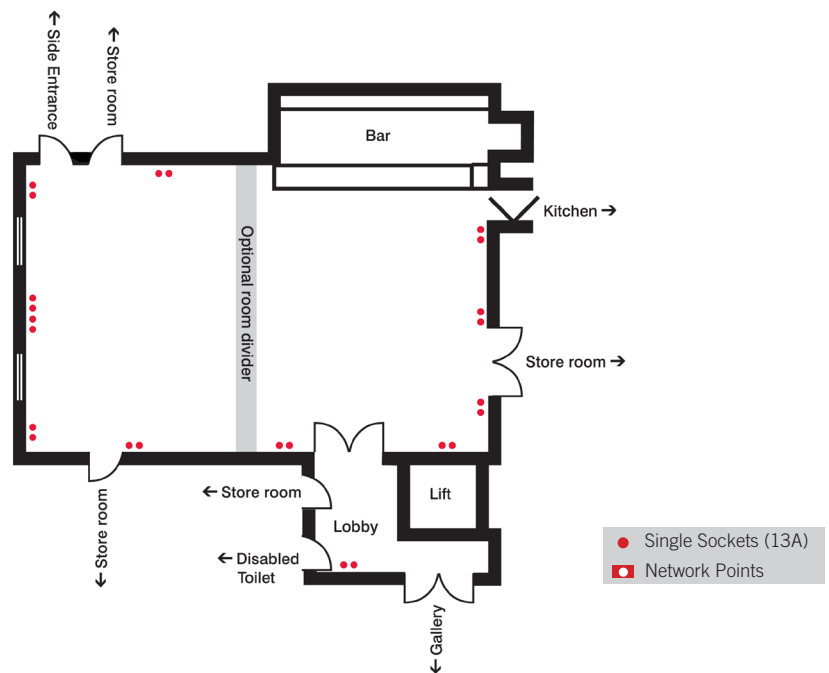 ← Side Entrance
← Store room
Bar
Kitchen →
Optional room divider
Store room →
← Store room
Lift
← Store room
Lobby
← Disabled
Toilet
← Gallery
Single Sockets (13A)
Network Points